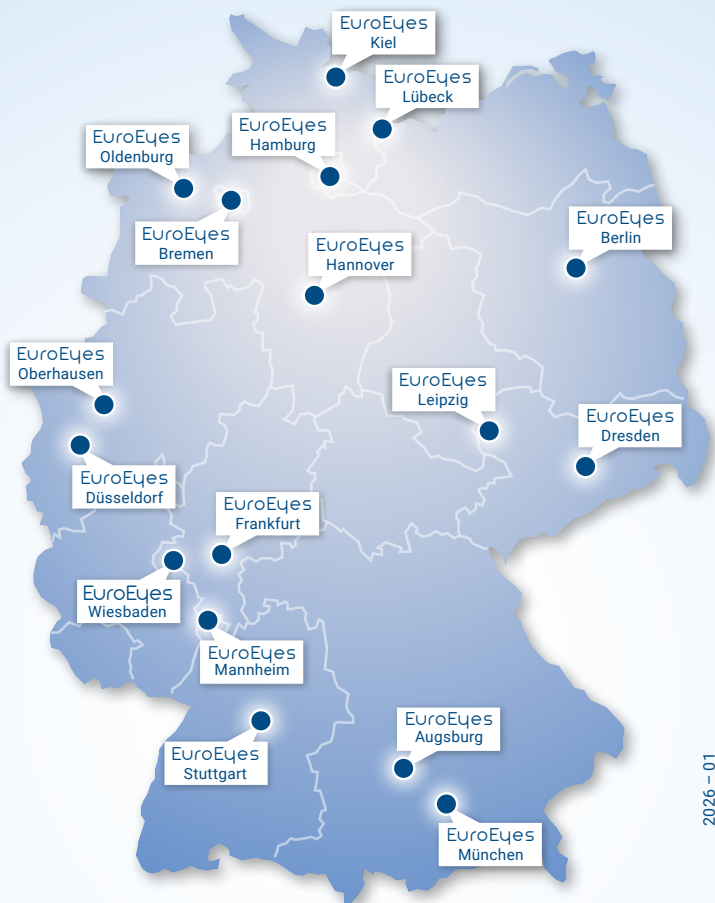 EuroEyes
Kiel
EuroEyes
Lübeck
EuroEyes
Hamburg
EuroEyes
Oldenburg
EuroEyes
Bremen
EuroEyes
Berlin
EuroEyes
Hannover
EuroEyes
Oberhausen
EuroEyes
Leipzig
EuroEyes
Dresden
EuroEyes
Düsseldorf
EuroEyes
Frankfurt
EuroEyes
Wiesbaden
EuroEyes
Mannheim
EuroEyes
Augsburg
EuroEyes
Stuttgart
EuroEyes
München
2026 – 01